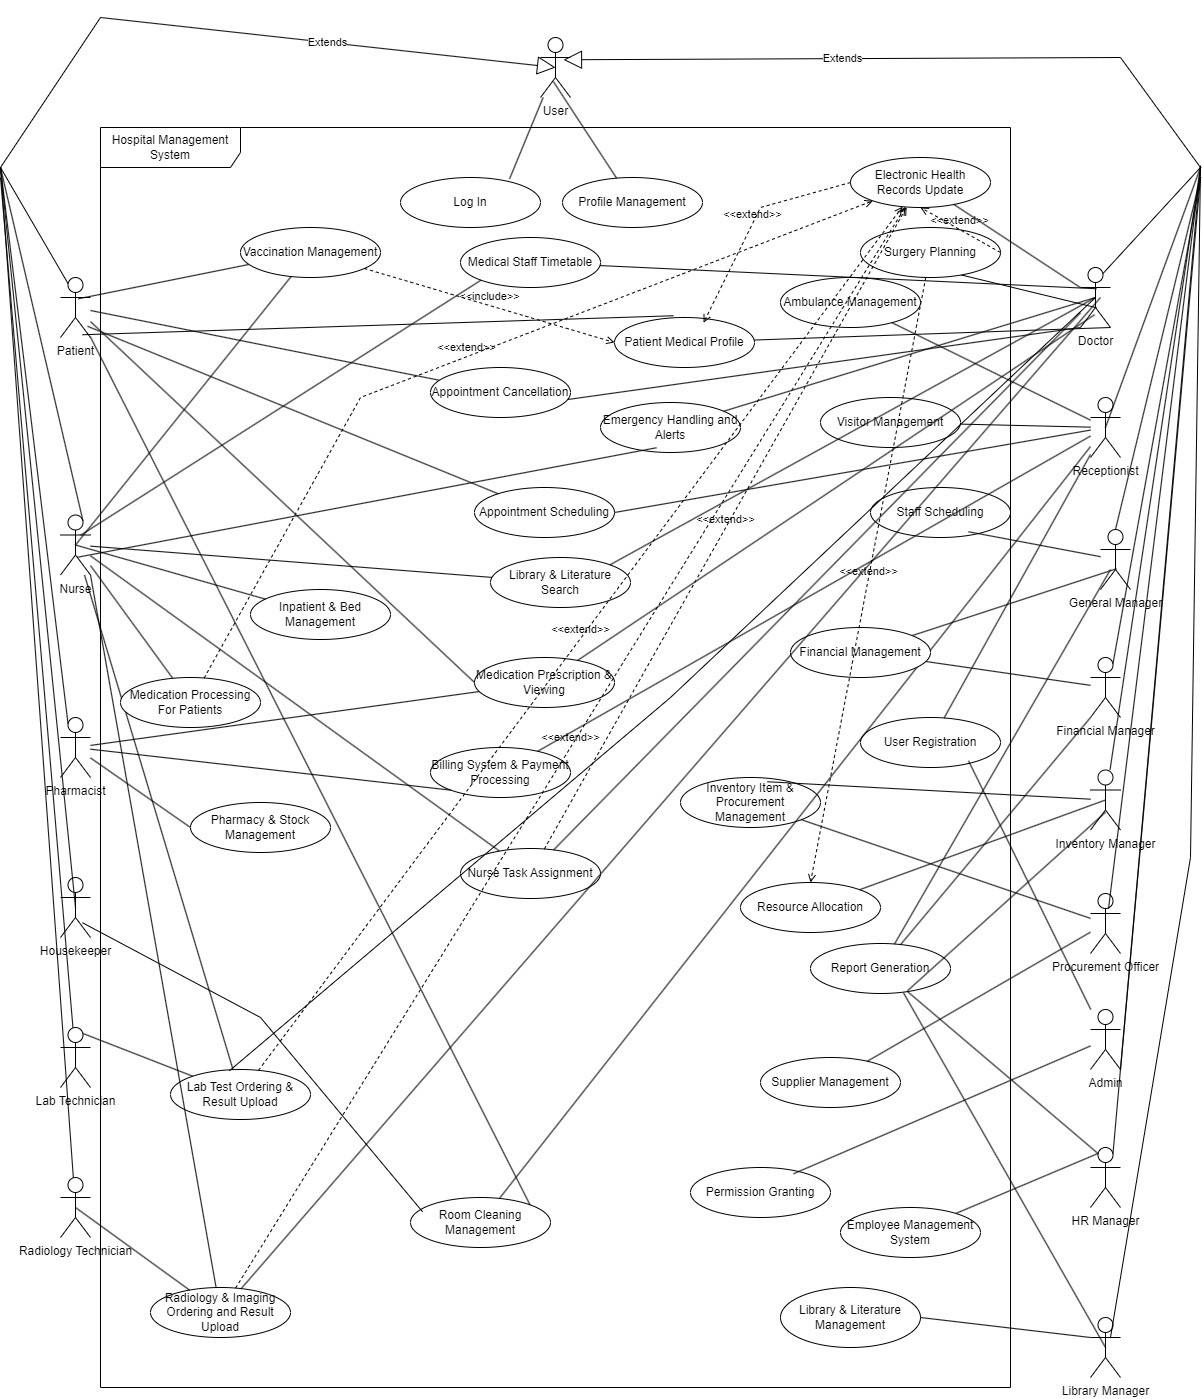 Extends
Extends
User
Hospital Management
System
Electronic Health
Records Update
Log In
Profile Management
<<extend>>
<<extend>>
Vaccination Management
Medical Staff Timetable
Surgery Planning
<<include>>
Ambulance Management
Patient
Patient Medical Profile
Doctor
<<extend>>
Appointment Cancellation
Emergency Handling and
Alerts
Visitor Management
Receptionist
Appointment Scheduling
Staff Scheduling
<<extend>>
<<extend>>
Nurse
Library & Literature
Search
General Manager
Inpatient & Bed
Management
<<extend>>
Financial Management
Medication Processing
For Patients
Medication Prescription &
Viewing
Financial Manager
<<extend>>
User Registration
Billing System & Payment
Processing
Pharmacist
Inventory Item &
Procurement
Management
Pharmacy & Stock
Management
Inventory Manager
Nurse Task Assignment
Resource Allocation
Housekeeper
Report Generation
Procurement Officer
Lab Technician
Lab Test Ordering &
Result Upload
Supplier Management
Admin
Permission Granting
Room Cleaning
Management
Employee Management
System
HR Manager
Radiology Technician
Radiology & Imaging
Ordering and Result
Upload
Library & Literature
Management
Library Manager